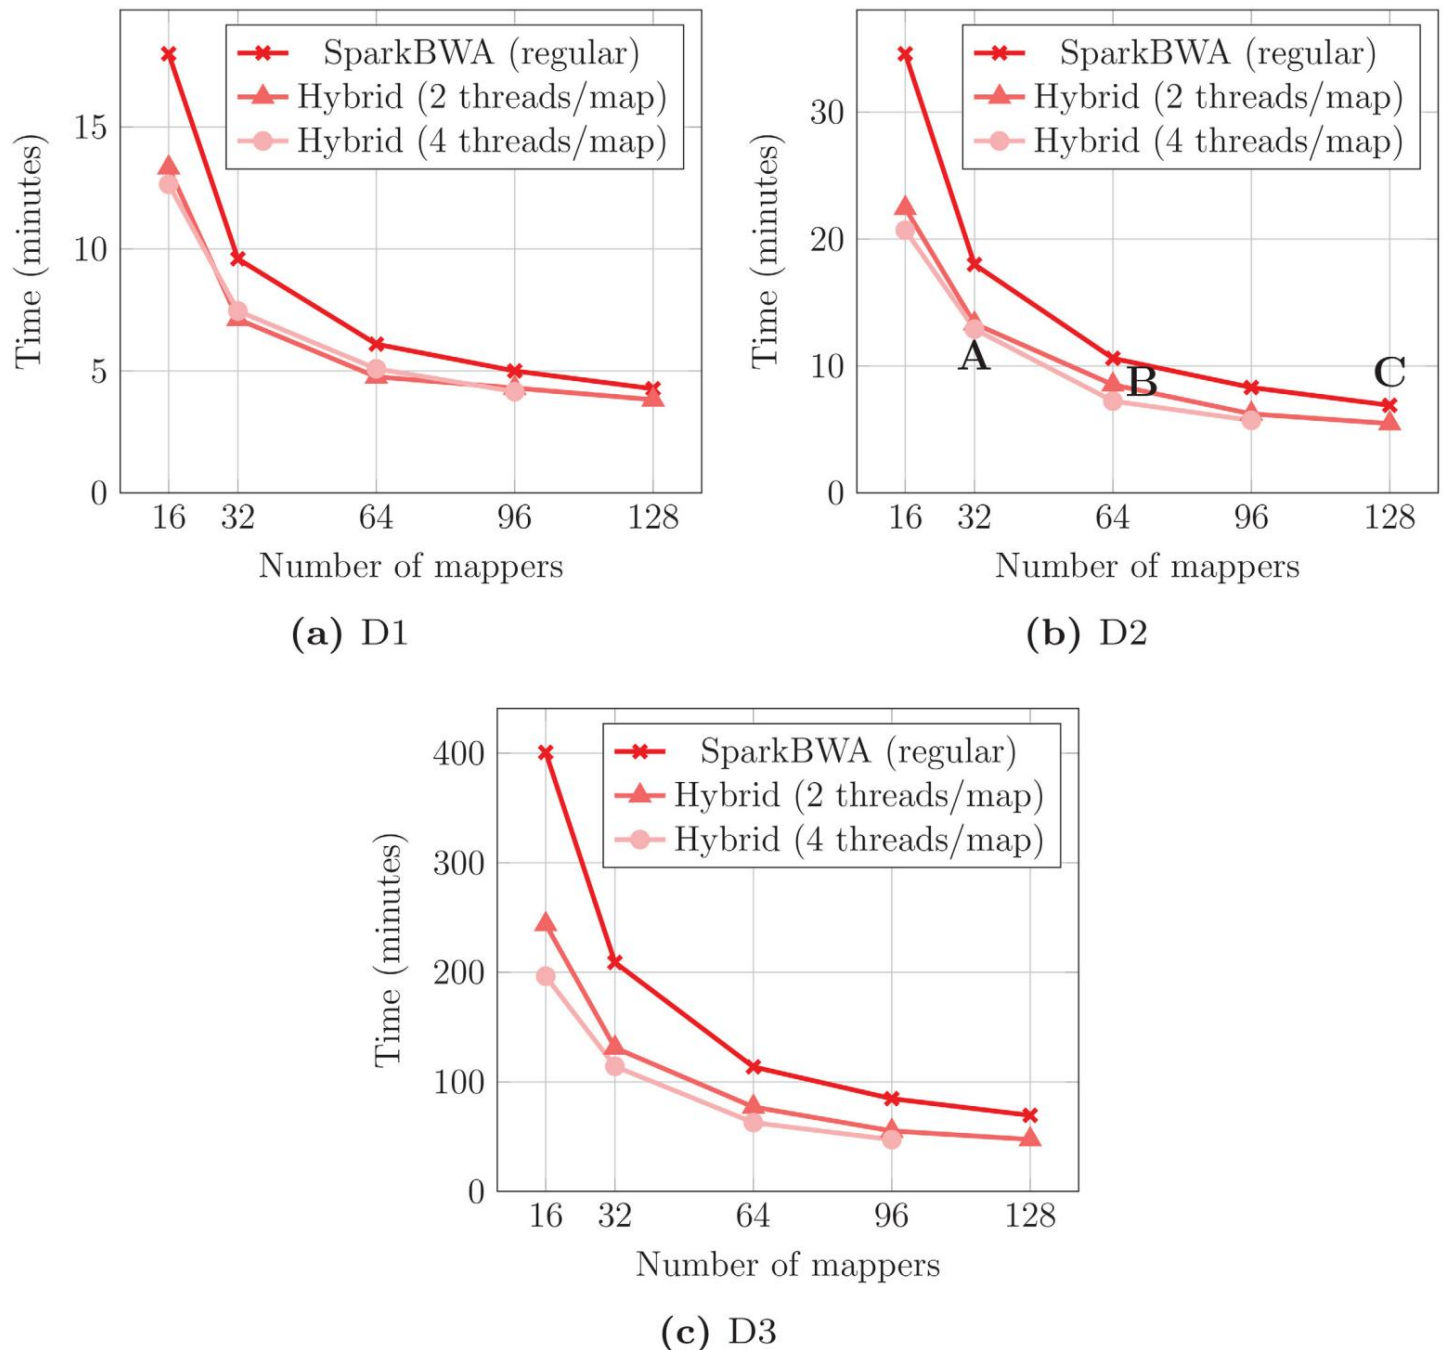 SparkBWA (regular)
Hybrid (2 threads/map)
Hybrid (4 threads/map)
15
10
5
0
Time (minutes)
16 32 64 96 128
Number of mappers
(a) D1
SparkBWA (regular)
Hybrid (2 threads/map)
Hybrid (4 threads/map)
30
20
10
0
Time (minutes)
A
B
C
16 32 64 96 128
Number of mappers
(b) D2
SparkBWA (regular)
Hybrid (2 threads/map)
Hybrid (4 threads/map)
400
300
200
100
0
Time (minutes)
16 32 64 96 128
Number of mappers
(c) D3